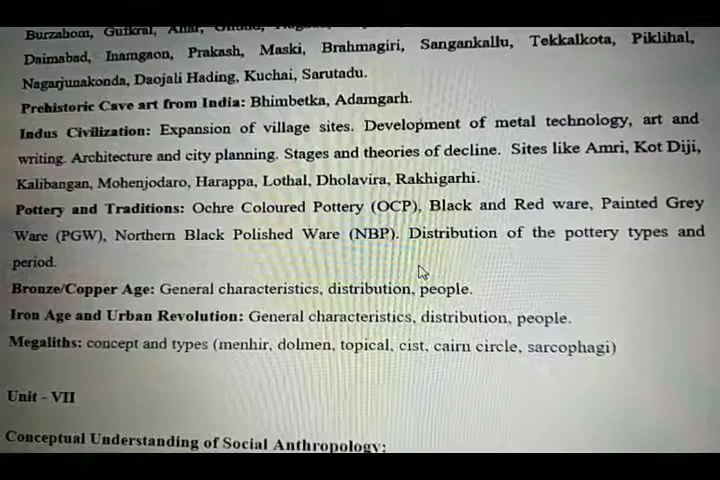 Burzahom, Gufkral,
Daimabad, Inamgaon, Prakash, Maski, Brahmagiri, Sangankallu, Tekkalkota, Piklihal,
Nagarjunakonda, Daojali Hading, Kuchai, Sarutadu.
Prehistoric Cave art from India: Bhimbetka, Adamgarh.
Indus Civilization: Expansion of village sites. Development of metal technology, art and
writing. Architecture and city planning. Stages and theories of decline. Sites like Amri, Kot Diji,
Kalibangan, Mohenjodaro, Harappa, Lothal, Dholavira, Rakhigarhi.
Pottery and Traditions: Ochre Coloured Pottery (OCP), Black and Red ware, Painted Grey
Ware (PGW), Northern Black Polished Ware (NBP). Distribution of the pottery types and
period.
Bronze/Copper Age: General characteristics, distribution, people.
Iron Age and Urban Revolution: General characteristics, distribution, people.
Megaliths: concept and types (menhir, dolmen, topical, cist, cairn circle, sarcophagi)
Unit - VII
Conceptual Understanding of Social Anthropology: